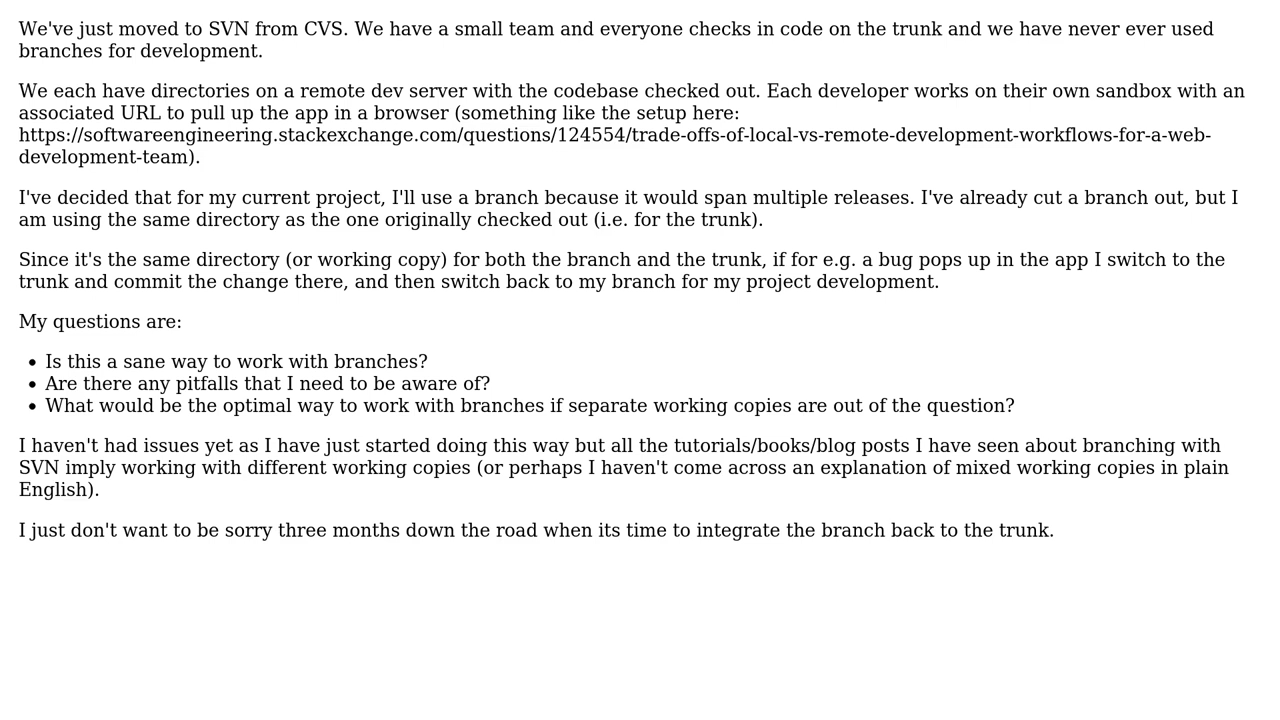 We've just moved to SVN from CVS. We have a small team and everyone checks in code on the trunk and we have never ever used
branches for development.
We each have directories on a remote dev server with the codebase checked out. Each developer works on their own sandbox with an
associated URL to pull up the app in a browser (something like the setup here:
https://softwareengineering.stackexchange.com/questions/124554/trade-offs-of-local-vs-remote-development-workflows-for-a-web-
development-team).
I've decided that for my current project, I'll use a branch because it would span multiple releases. I've already cut a branch out, but I
am using the same directory as the one originally checked out (i.e. for the trunk).
Since it's the same directory (or working copy) for both the branch and the trunk, if for e.g. a bug pops up in the app I switch to the
trunk and commit the change there, and then switch back to my branch for my project development.
My questions are:
• Is this a sane way to work with branches?
• Are there any pitfalls that I need to be aware of?
• What would be the optimal way to work with branches if separate working copies are out of the question?
I haven't had issues yet as I have just started doing this way but all the tutorials/books/blog posts I have seen about branching with
SVN imply working with different working copies (or perhaps I haven't come across an explanation of mixed working copies in plain
English).
I just don't want to be sorry three months down the road when its time to integrate the branch back to the trunk.